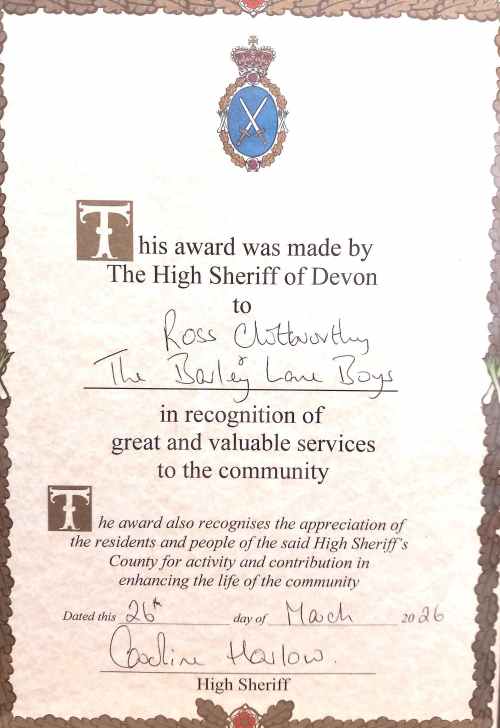 This award was made by
The High Sheriff of Devon
to
Ross Clotworthy
& The Barley Lane Boys
in recognition of
great and valuable services
to the community
The award also recognises the appreciation of
the residents and people of the said High Sheriff's
County for activity and contribution in
enhancing the life of the community
Dated this 26th day of March 2026
Caroline Harlow.
High Sheriff